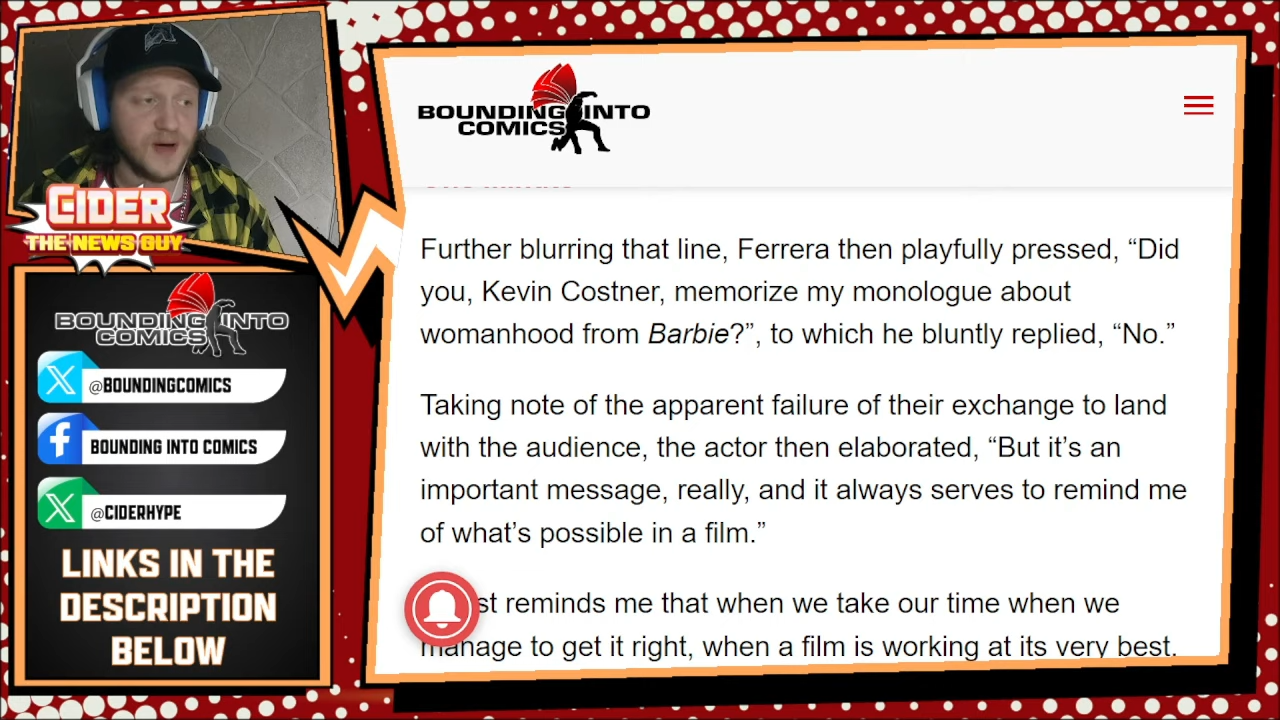 CIDER
THE NEWS GUY
BOUNDING INTO
COMICS
@BOUNDINGCOMICS
BOUNDING INTO COMICS
@CIDERHYPE
LINKS IN THE
DESCRIPTION
BELOW
BOUNDING INTO
COMICS
Further blurring that line, Ferrera then playfully pressed, “Did
you, Kevin Costner, memorize my monologue about
womanhood from Barbie?”, to which he bluntly replied, “No.”
Taking note of the apparent failure of their exchange to land
with the audience, the actor then elaborated, “But it’s an
important message, really, and it always serves to remind me
of what’s possible in a film.”
reminds me that when we take our time when we
manage to get it right, when a film is working at its very best.